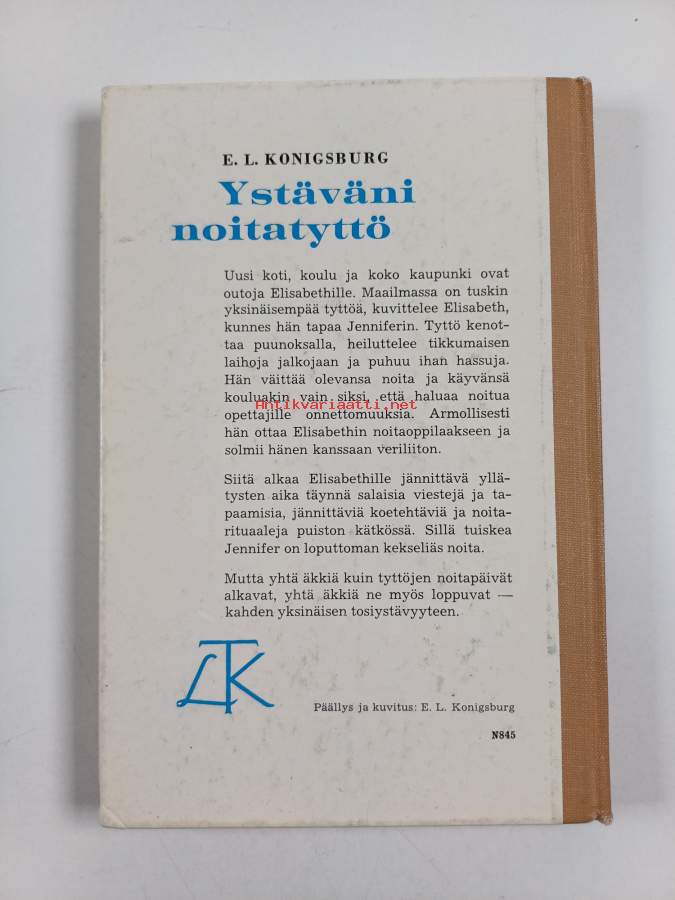 E. L. KONIGSBURG
Ystäväni
noitatyttö
Uusi koti, koulu ja koko kaupunki ovat
outoja Elisabethille. Maailmassa on tuskin
yksinäisempää tyttöä, kuvittelee Elisabeth,
kunnes hän tapaa Jenniferin. Tyttö kenot-
taa puunoksalla, heiluttelee tikkumaisen
laihoja jalkojaan ja puhuu ihan hassuja.
Hän väittää olevansa noita ja käyvänsä
kouluakin vain siksi, että haluaa noitua
Antikvariaatti.net
opettajille onnettomuuksia. Armollisesti
hän ottaa Elisabethin noitaoppilaakseen ja
solmii hänen kanssaan veriliiton.
Siitä alkaa Elisabethille jännittävä yllä-
tysten aika täynnä salaisia viestejä ja ta-
paamisia, jännittäviä koetehtäviä ja noita-
rituaaleja puiston kätkössä. Sillä tuiskea
Jennifer on loputtoman kekseliäs noita.
Mutta yhtä äkkiä kuin tyttöjen noitapäivät
alkavat, yhtä äkkiä ne myös loppuvat —
kahden yksinäisen tosiystävyyteen.
LTK
Päällys ja kuvitus: E. L. Konigsburg
N845